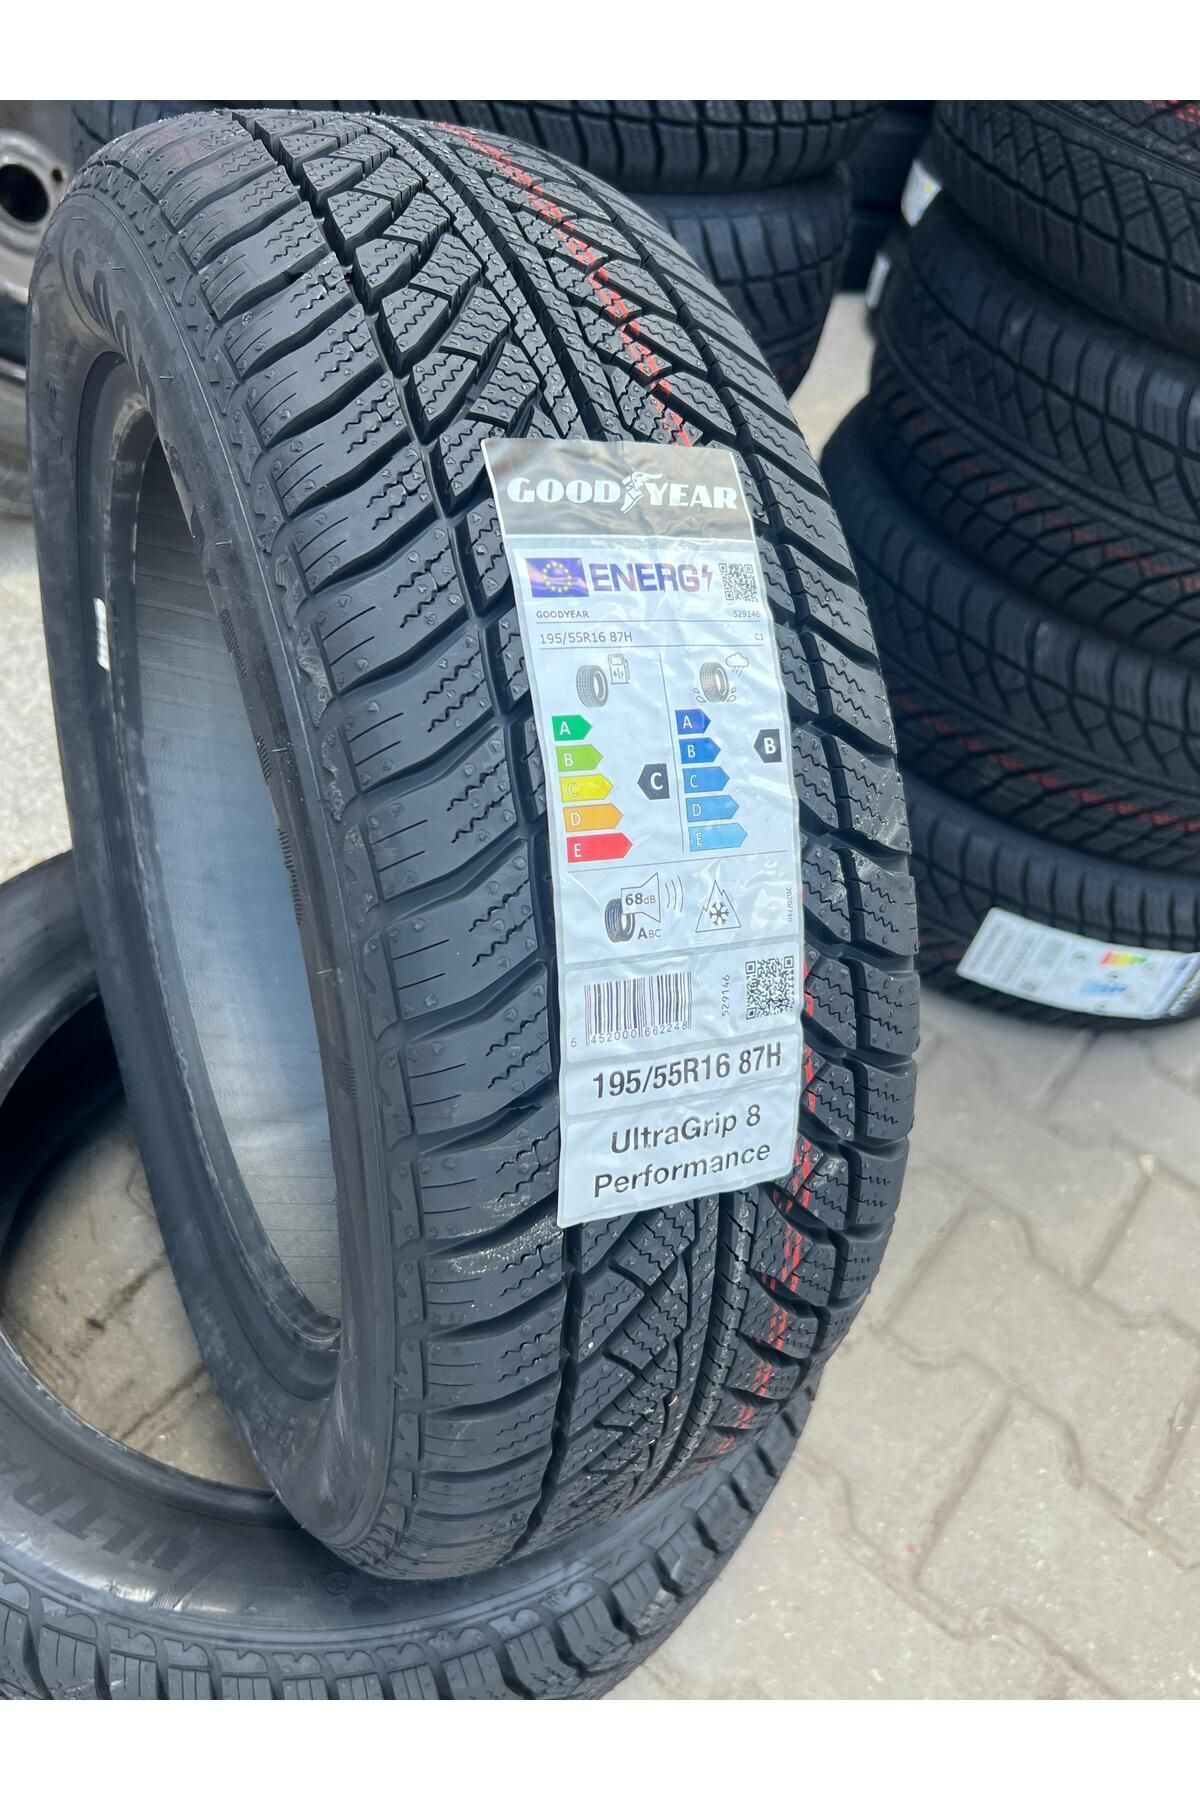 GOODYEAR
ENERG
GOODYEAR 529146
195/55R16 87H C1
A A
B B B
C C C
D D
E E
68dB
ABC
2020/740
529146
5 452000 662248
195/55R16 87H
UltraGrip 8
Performance
ULTR